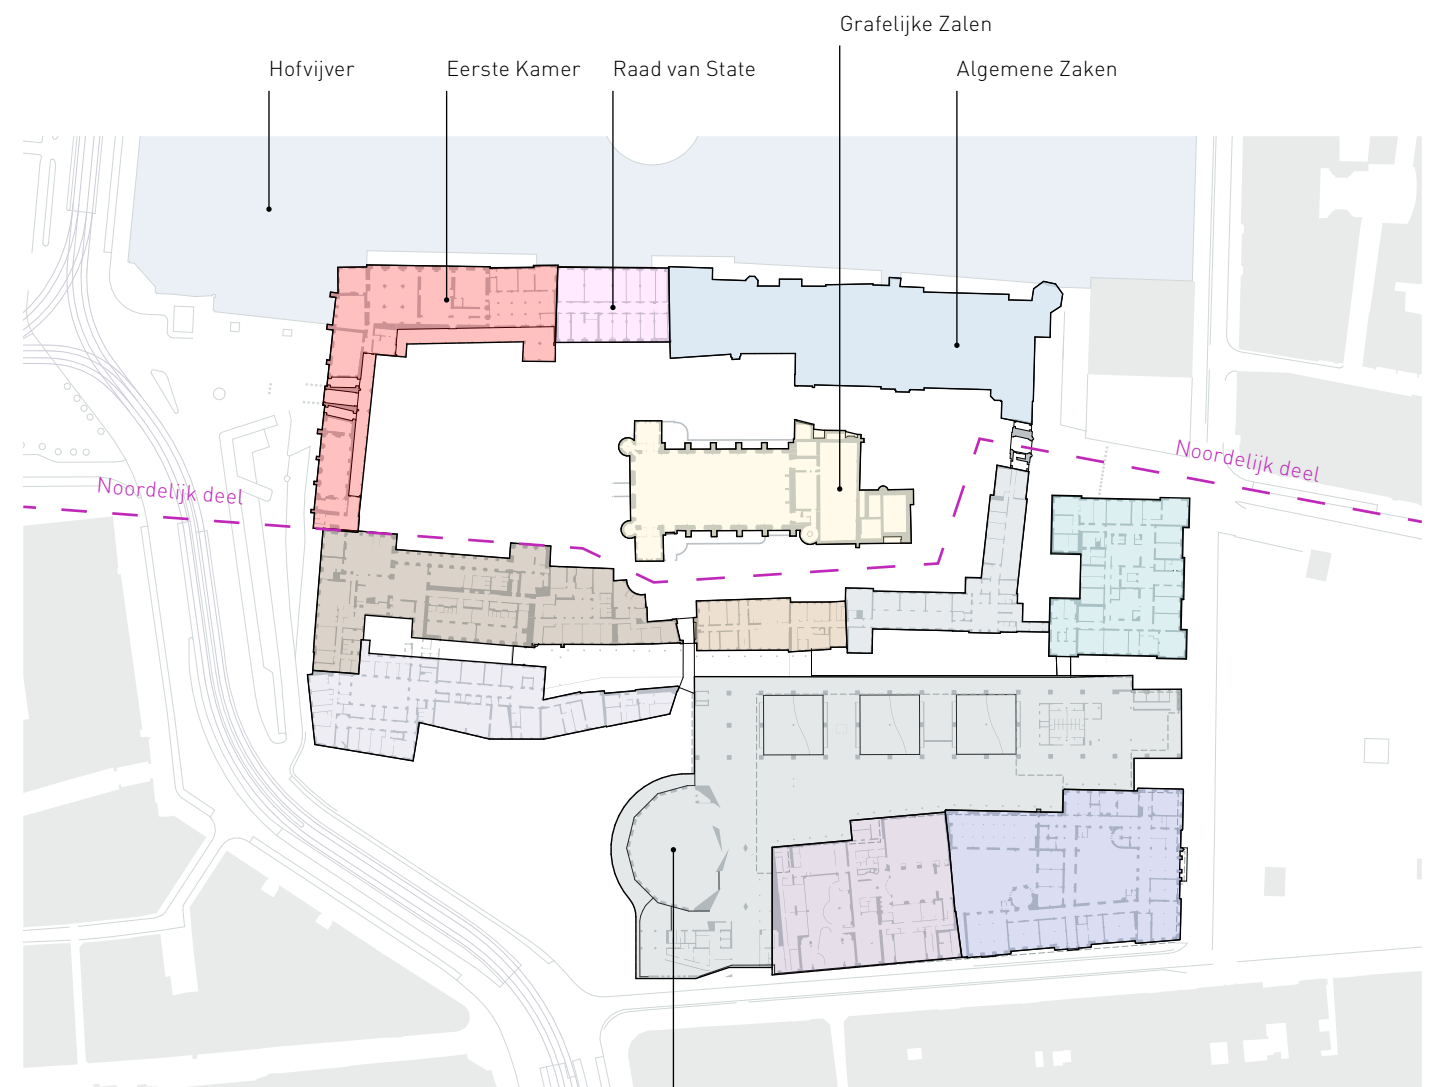 Grafelijke Zalen
Hofvijver
Eerste Kamer
Raad van State
Algemene Zaken
Noordelijk deel
Noordelijk deel